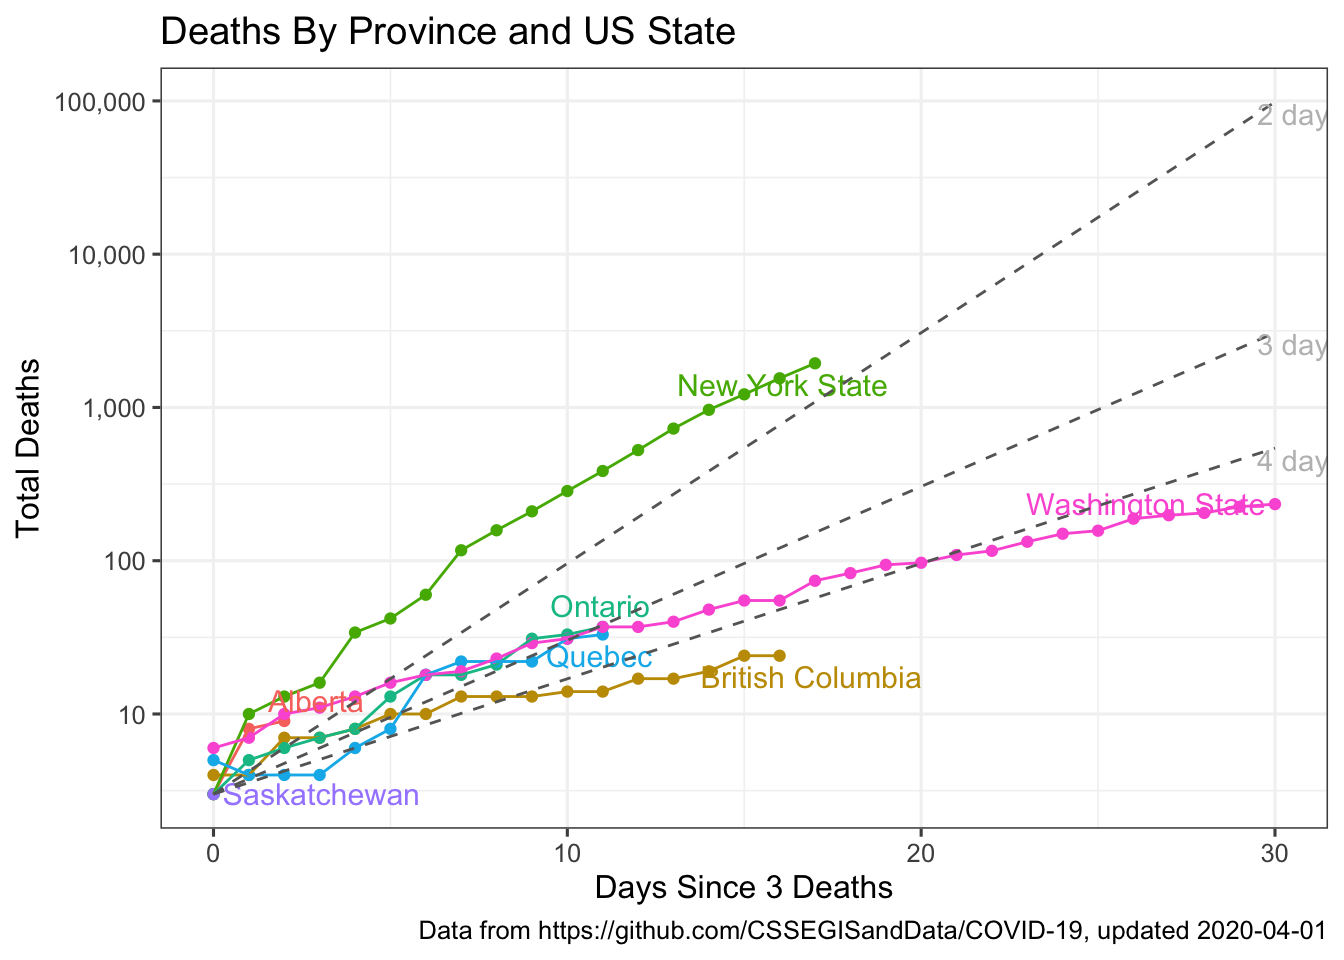 Deaths By Province and US State
100,000
10,000
1,000
100
10
Total Deaths
2 day
3 day
4 day
New York State
Washington State
Ontario
Quebec
British Columbia
Alberta
Saskatchewan
0
10
20
30
Days Since 3 Deaths
Data from https://github.com/CSSEGISandData/COVID-19, updated 2020-04-01